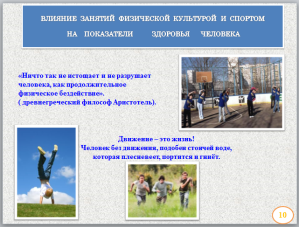 ВЛИЯНИЕ ЗАНЯТИЙ ФИЗИЧЕСКОЙ КУЛЬТУРОЙ И СПОРТОМ
НА ПОКАЗАТЕЛИ ЗДОРОВЬЯ ЧЕЛОВЕКА
«Ничто так не истощает и не разрушает
человека, как продолжительное
физическое бездействие».
( древнегреческий философ Аристотель).
Движение – это жизнь!
Человек без движения, подобен стоячей воде,
которая плесневеет, портится и гниёт.
10